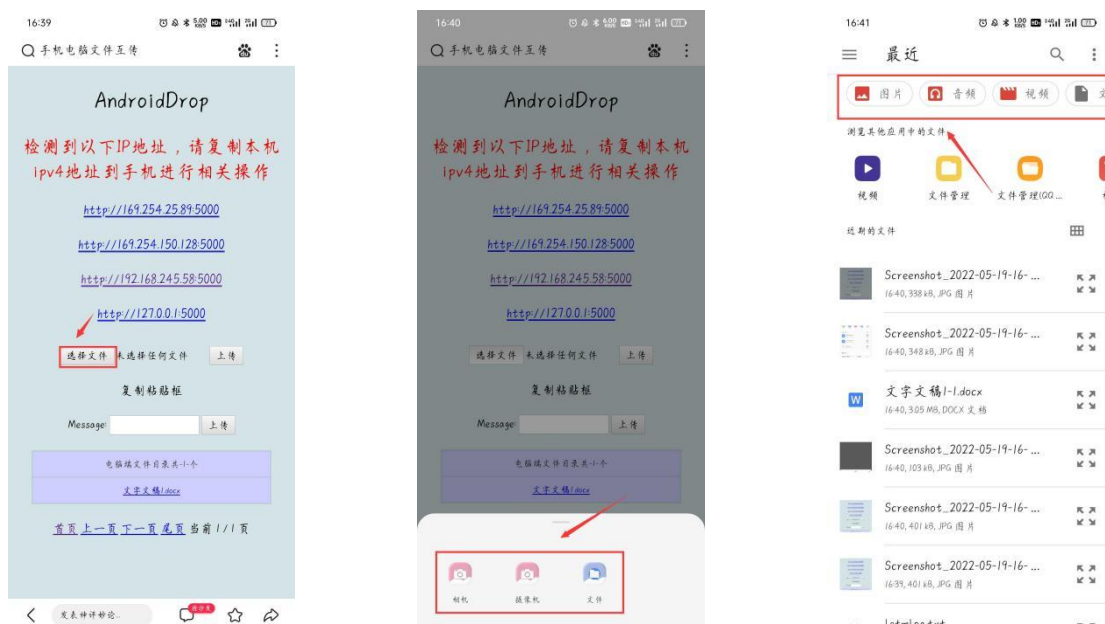 16:39
手机电脑文件互传
AndroidDrop
检测到以下IP地址，请复制本机
ipv4地址到手机进行相关操作
http://169.254.25.89:5000
http://169.254.150.128:5000
http://192.168.245.58:5000
http://127.0.0.1:5000
选择文件 未选择任何文件 上传
复制粘贴框
Message: 上传
电脑端文件目录共-1-个
文字文稿1.docx
首页 上一页 下一页 尾页 当前 1/1 页
发表神评妙论...
16:40
手机电脑文件互传
AndroidDrop
检测到以下IP地址，请复制本机
ipv4地址到手机进行相关操作
http://169.254.25.89:5000
http://169.254.150.128:5000
http://192.168.245.58:5000
http://127.0.0.1:5000
选择文件 未选择任何文件 上传
复制粘贴框
Message: 上传
电脑端文件目录共-1-个
文字文稿1.docx
相机 摄像机 文件
16:41
最近
图片 音频 视频
浏览其他应用中的文件
视频 文件管理 文件管理(QQ...
近期的文件
Screenshot_2022-05-19-16-...
16:40, 338 kB, JPG 图片
Screenshot_2022-05-19-16-...
16:40, 348 kB, JPG 图片
文字文稿1-1.docx
16:40, 3.05 MB, DOCX 文档
Screenshot_2022-05-19-16-...
16:40, 103 kB, JPG 图片
Screenshot_2022-05-19-16-...
16:40, 401 kB, JPG 图片
Screenshot_2022-05-19-16-...
16:39, 401 kB, JPG 图片